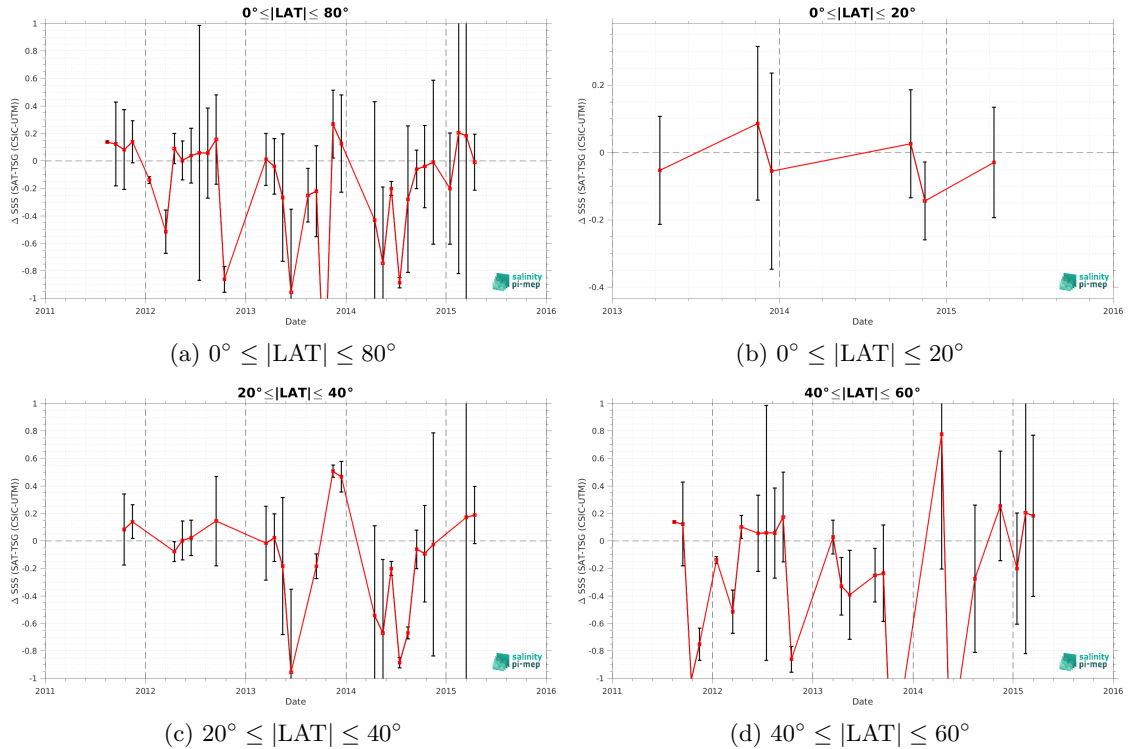 0°≤|LAT|≤ 80°
Δ SSS (SAT-TSG (CSIC-UTM))
1
0.8
0.6
0.4
0.2
0
-0.2
-0.4
-0.6
-0.8
-1
2011 2012 2013 2014 2015 2016
Date
salinity
pi-mep
(a) 0° ≤ |LAT| ≤ 80°
0°≤|LAT|≤ 20°
Δ SSS (SAT-TSG (CSIC-UTM))
0.2
0
-0.2
-0.4
2013 2014 2015 2016
Date
salinity
pi-mep
(b) 0° ≤ |LAT| ≤ 20°
20°≤|LAT|≤ 40°
Δ SSS (SAT-TSG (CSIC-UTM))
1
0.8
0.6
0.4
0.2
0
-0.2
-0.4
-0.6
-0.8
-1
2011 2012 2013 2014 2015 2016
Date
salinity
pi-mep
(c) 20° ≤ |LAT| ≤ 40°
40°≤|LAT|≤ 60°
Δ SSS (SAT-TSG (CSIC-UTM))
1
0.8
0.6
0.4
0.2
0
-0.2
-0.4
-0.6
-0.8
-1
2011 2012 2013 2014 2015 2016
Date
salinity
pi-mep
(d) 40° ≤ |LAT| ≤ 60°